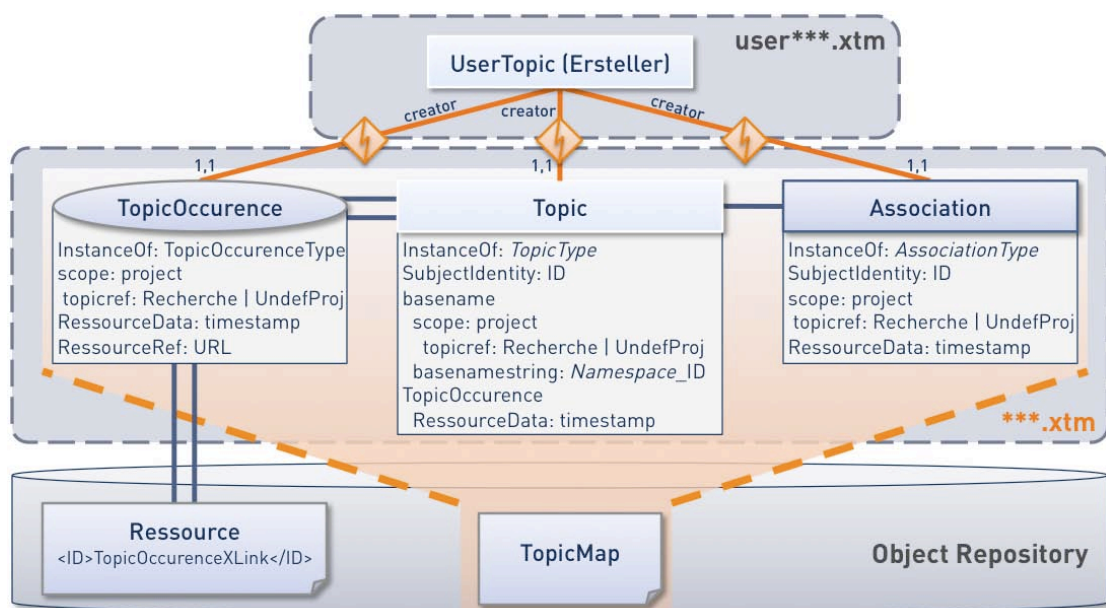 user***.xtm
UserTopic (Ersteller)
creator
creator
creator
1,1
1,1
1,1
TopicOccurence
InstanceOf: TopicOccurenceType
scope: project
topicref: Recherche | UndefProj
RessourceData: timestamp
RessourceRef: URL
Topic
InstanceOf: TopicType
SubjectIdentity: ID
basename
scope: project
topicref: Recherche | UndefProj
basenamestring: Namespace_ID
TopicOccurence
RessourceData: timestamp
Association
InstanceOf: AssociationType
SubjectIdentity: ID
scope: project
topicref: Recherche | UndefProj
RessourceData: timestamp
***.xtm
Ressource
<ID>TopicOccurenceXLink</ID>
TopicMap
Object Repository